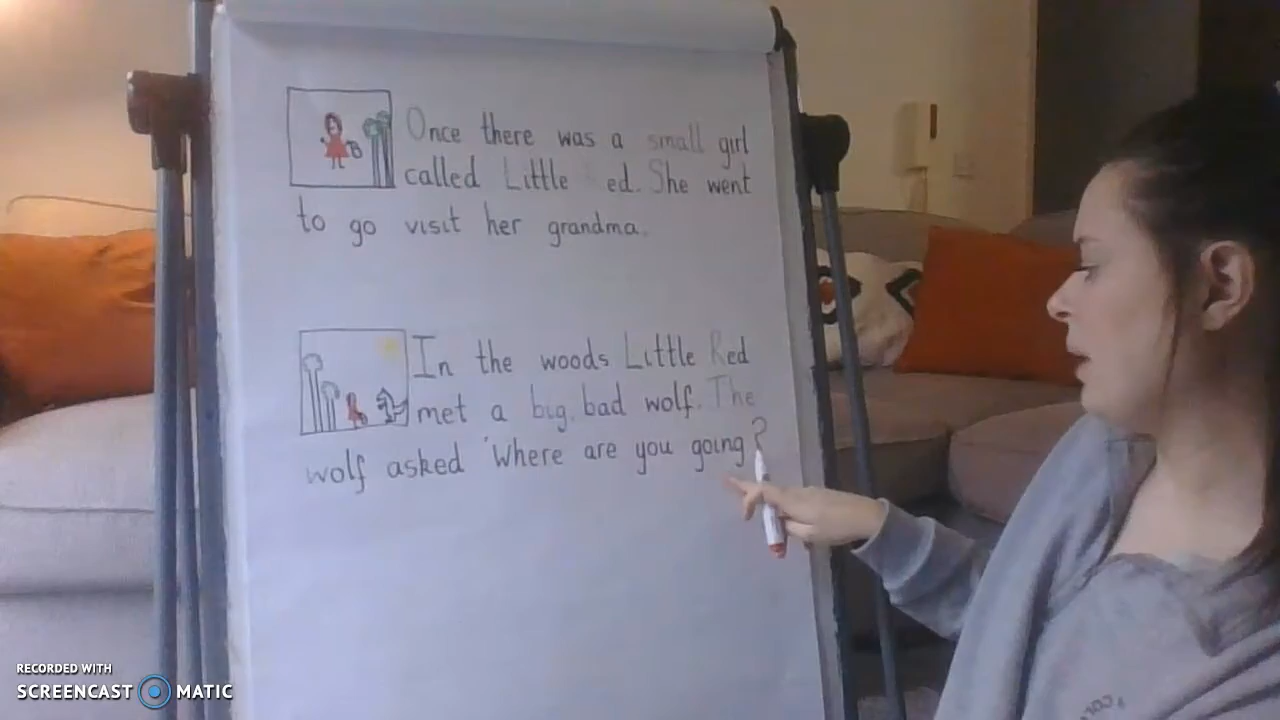 Once there was a small girl
called Little Red. She went
to go visit her grandma.
In the woods Little Red
met a big, bad wolf. The
wolf asked 'Where are you going?
RECORDED WITH
SCREENCAST MATIC